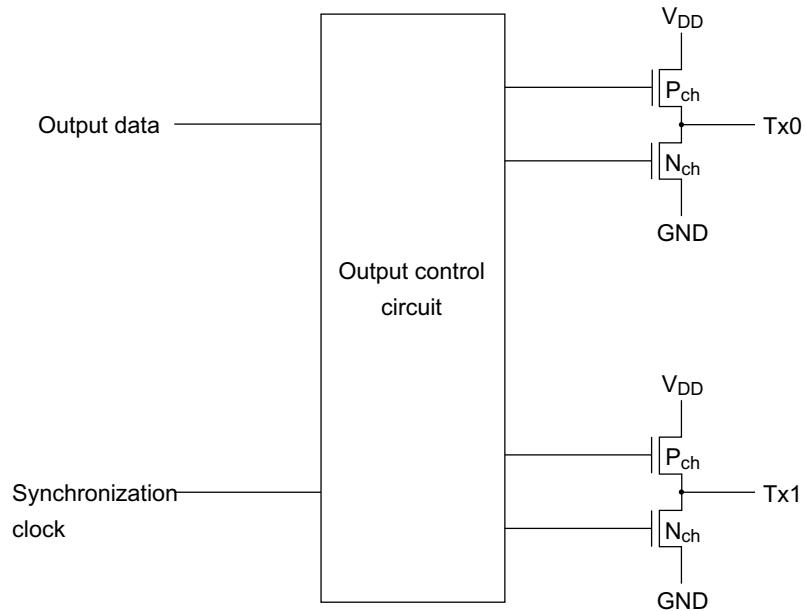 V_DD
P_ch
Output data
Tx0
N_ch
GND
Output control
circuit
V_DD
P_ch
Synchronization
clock
Tx1
N_ch
GND